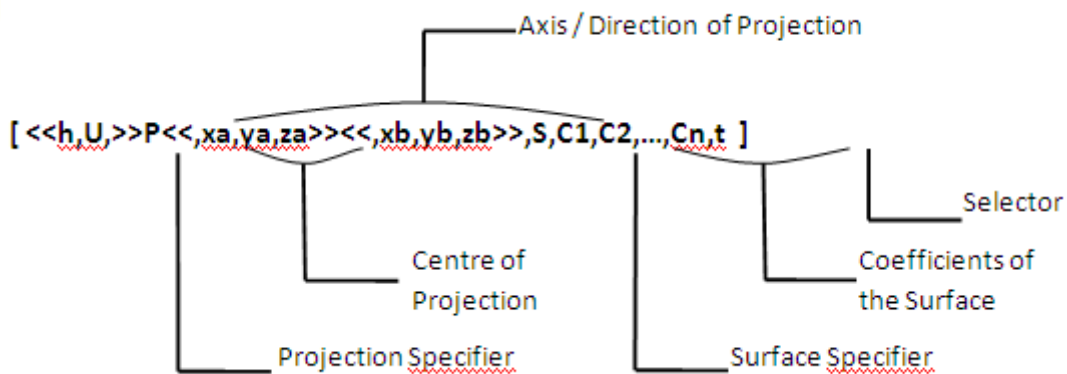 Axis / Direction of Projection
[ <<h,U,>>P<<,xa,ya,za>><<,xb,yb,zb>>,S,C1,C2,...,Cn,t ]
Selector
Centre of
Projection
Coefficients of
the Surface
Projection Specifier
Surface Specifier